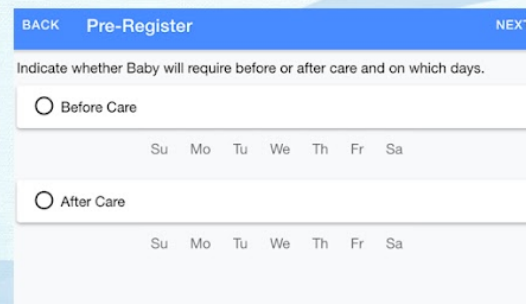 BACK Pre-Register NEXT
Indicate whether Baby will require before or after care and on which days.
Before Care
Su Mo Tu We Th Fr Sa
After Care
Su Mo Tu We Th Fr Sa